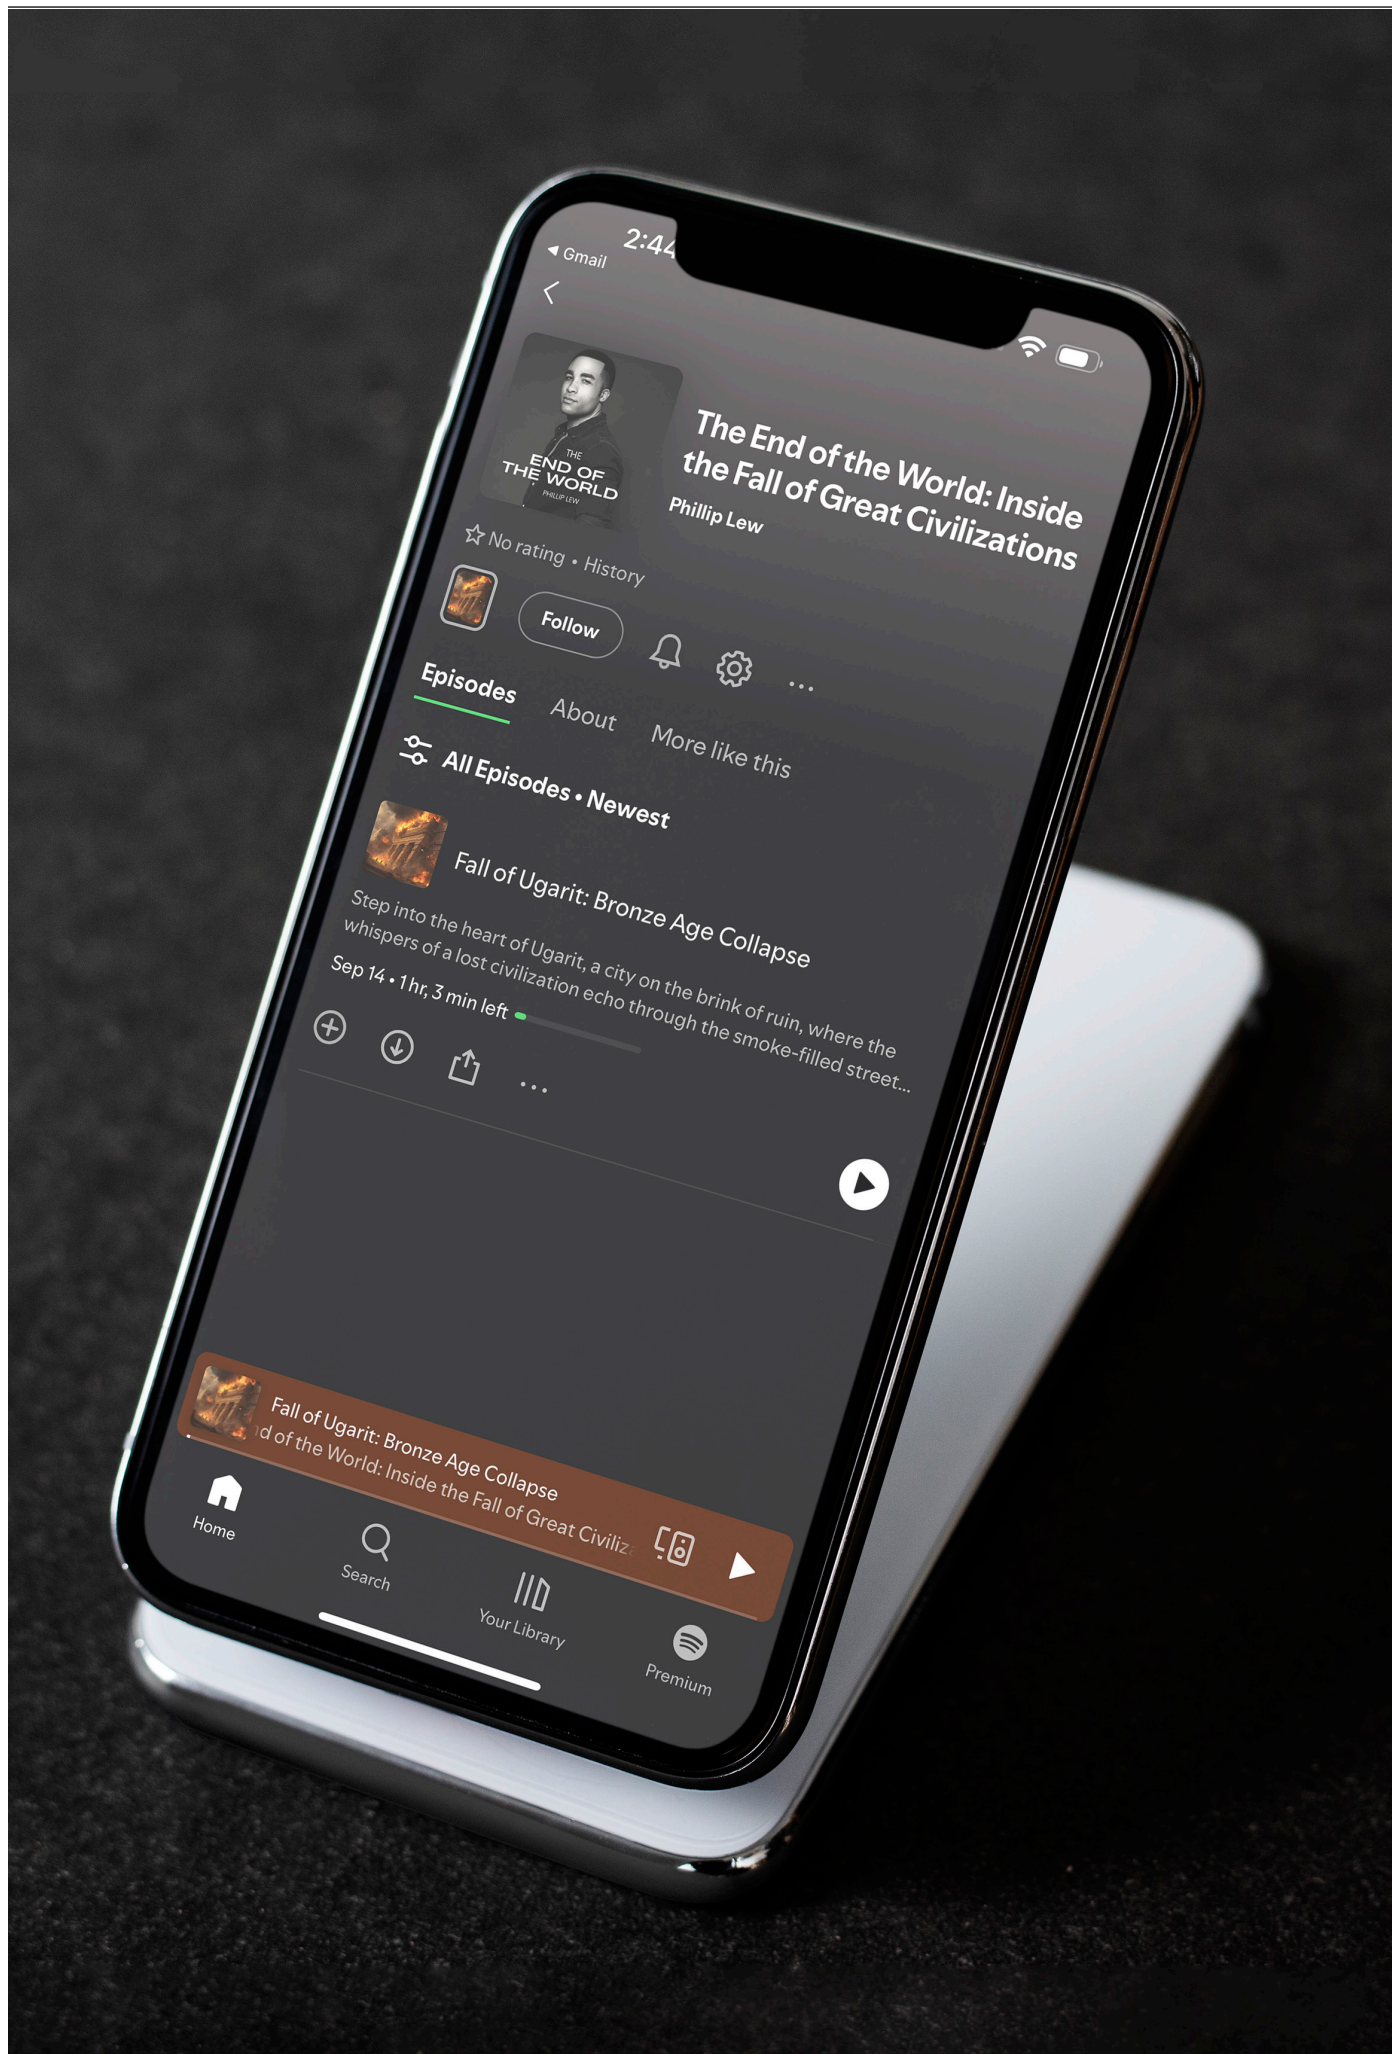 2:44
Gmail
THE
END OF
THE WORLD
PHILLIP LEW
The End of the World: Inside
the Fall of Great Civilizations
Phillip Lew
No rating • History
Follow
Episodes About More like this
All Episodes • Newest
Fall of Ugarit: Bronze Age Collapse
Step into the heart of Ugarit, a city on the brink of ruin, where the
whispers of a lost civilization echo through the smoke-filled street...
Sep 14 • 1 hr, 3 min left
Fall of Ugarit: Bronze Age Collapse
nd of the World: Inside the Fall of Great Civiliz
Home Search Your Library Premium